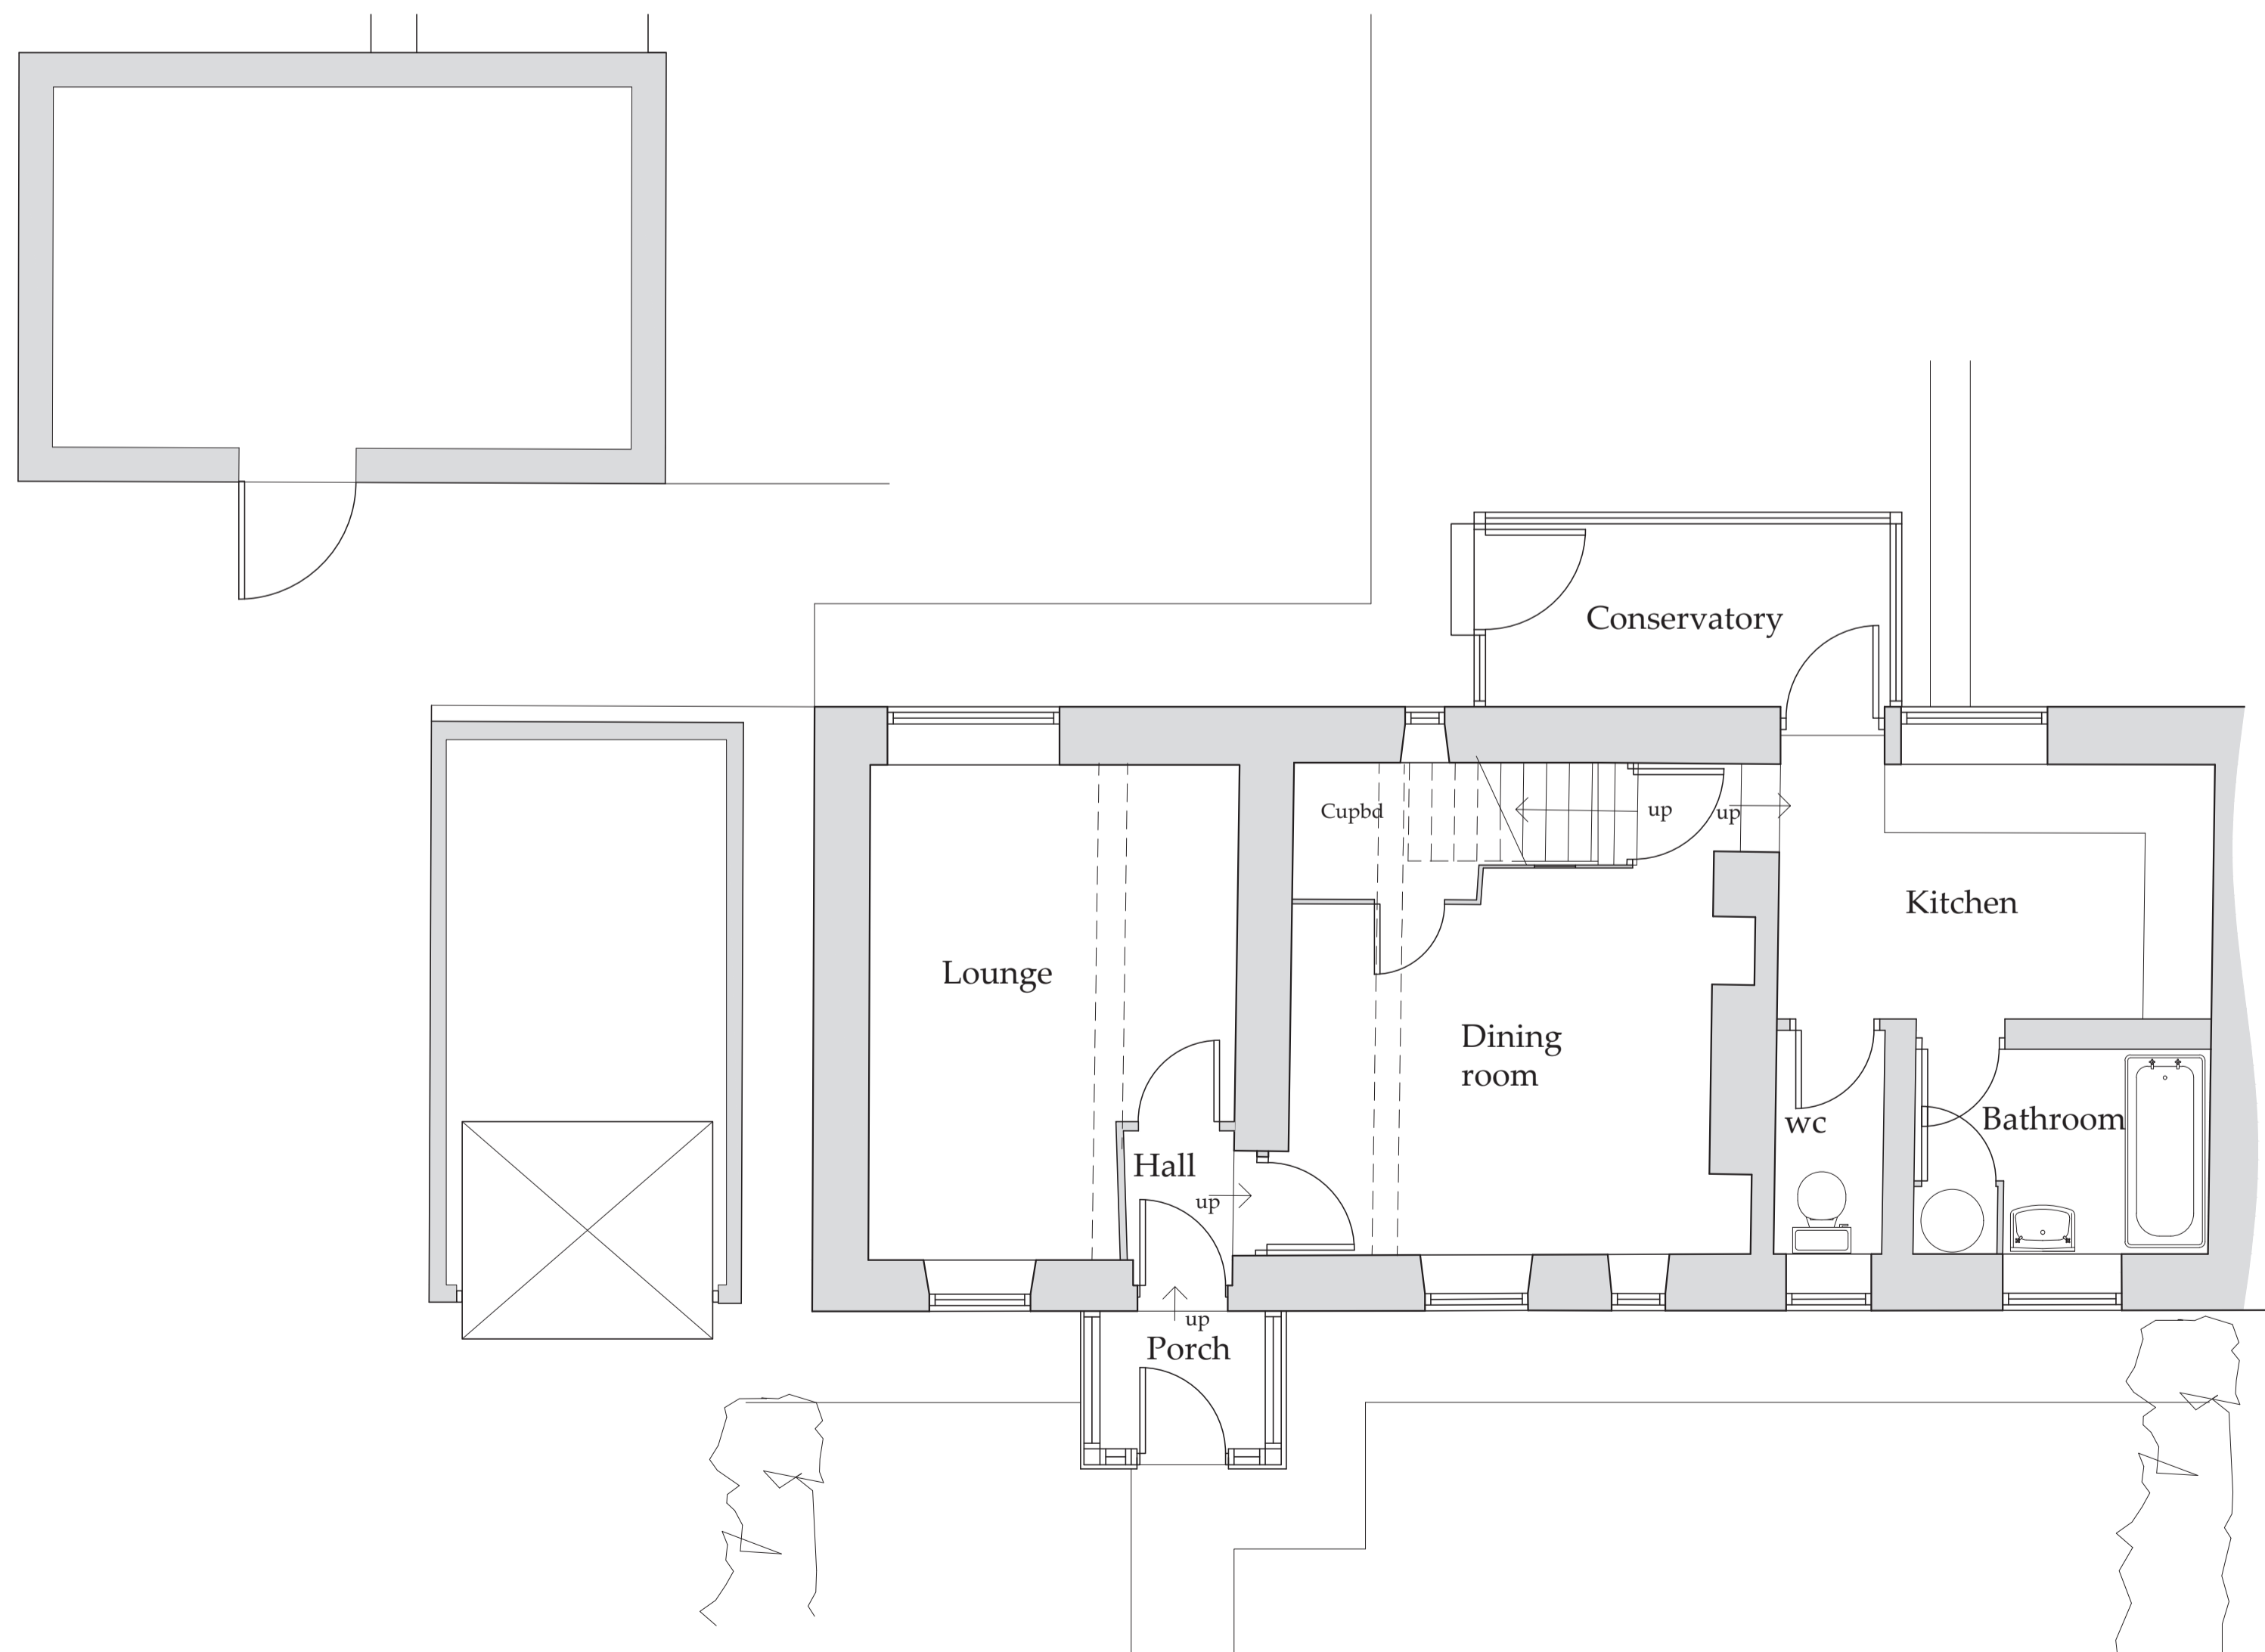 Conservatory
Cupbd
up
up
Kitchen
Lounge
Dining
room
wc
Bathroom
Hall
up
up
Porch